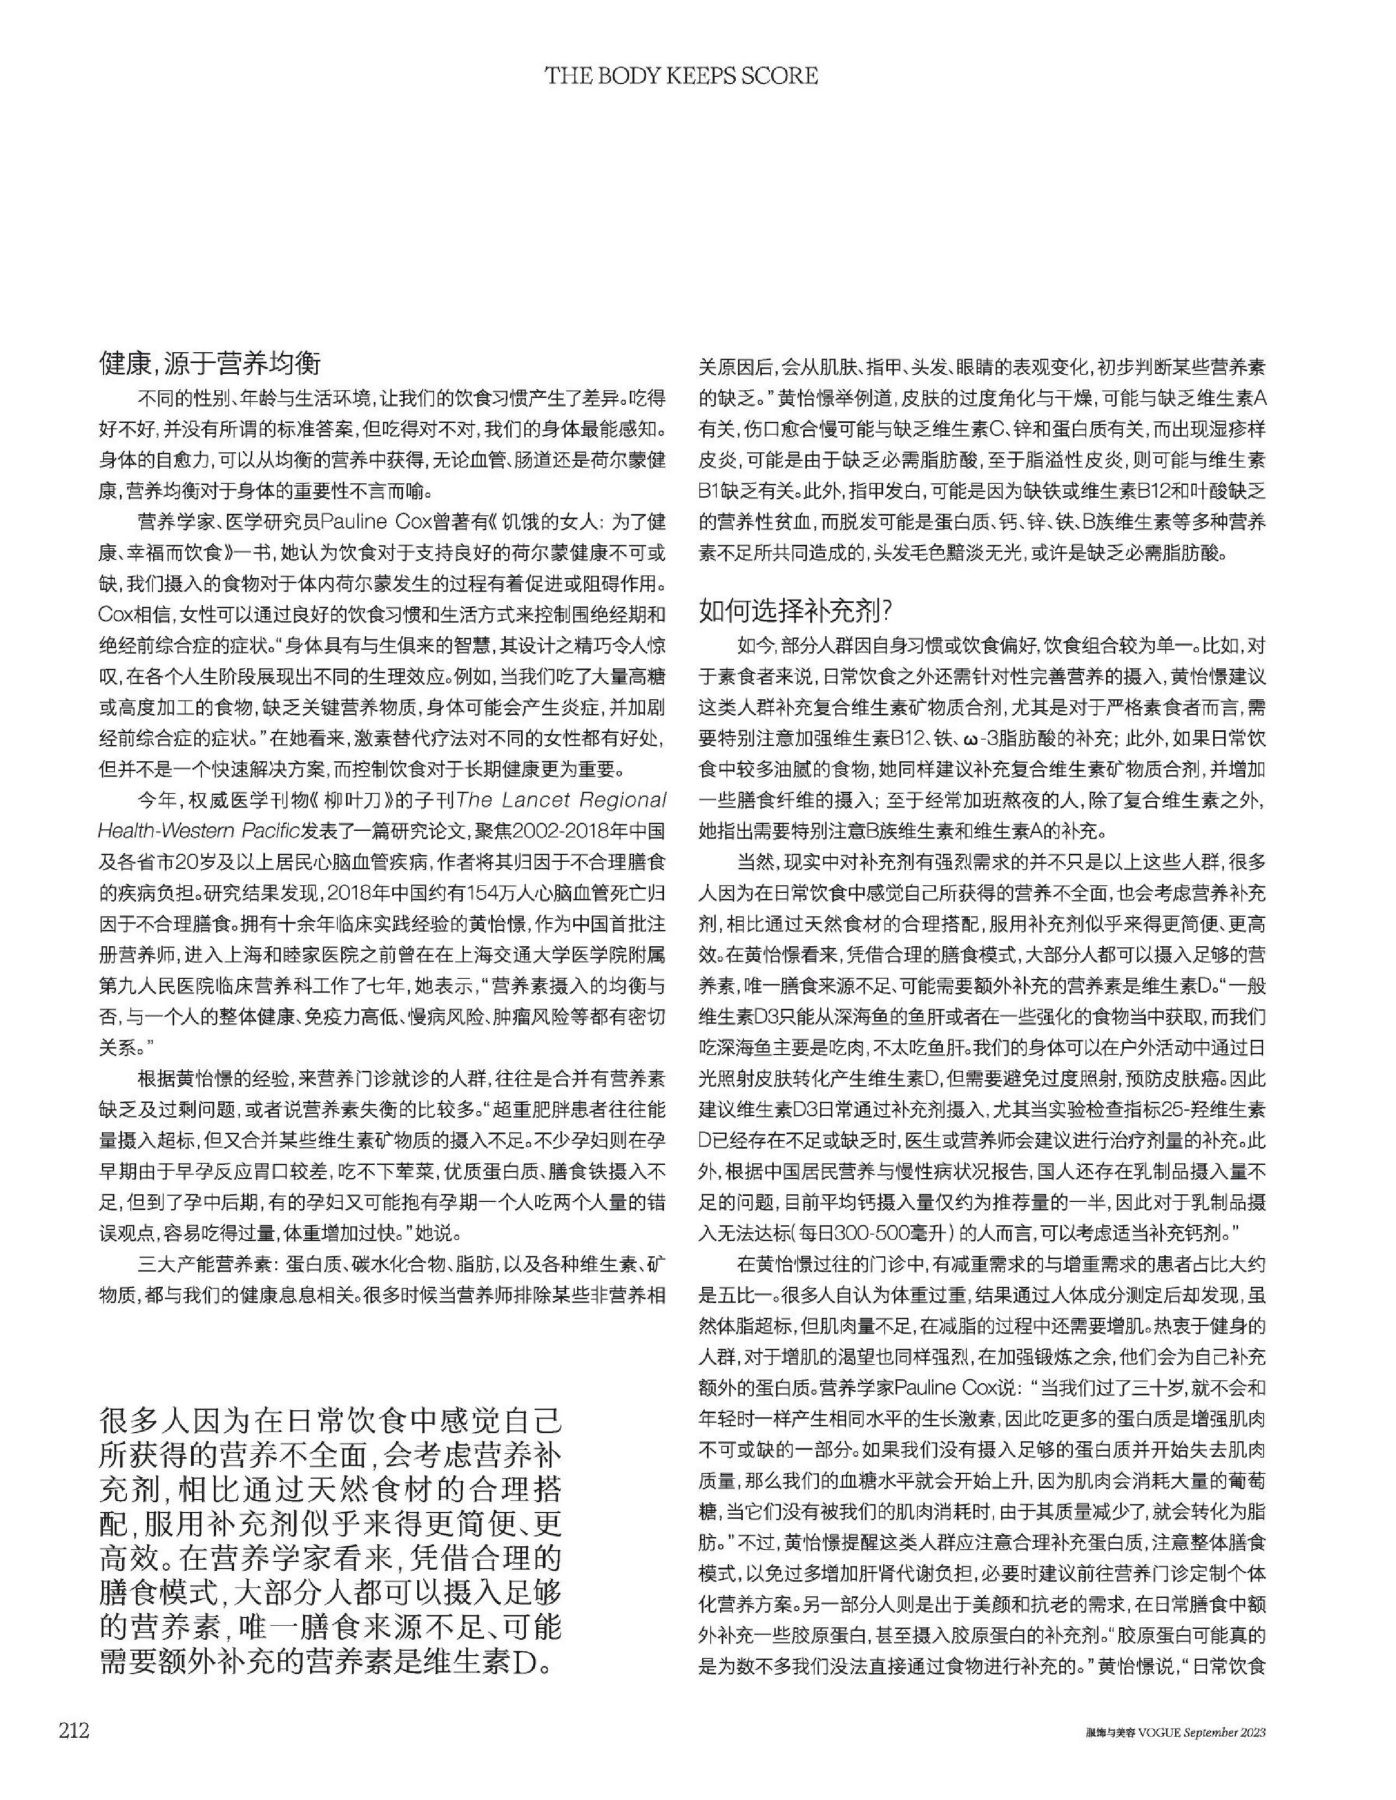 THE BODY KEEPS SCORE
健康,源于营养均衡
不同的性别、年龄与生活环境,让我们的饮食习惯产生了差异。吃得
好不好,并没有所谓的标准答案,但吃得对不对,我们的身体最能感知。
身体的自愈力,可以从均衡的营养中获得,无论血管、肠道还是荷尔蒙健
康,营养均衡对于身体的重要性不言而喻。
营养学家、医学研究员Pauline Cox曾著有《饥饿的女人:为了健
康、幸福而饮食》一书,她认为饮食对于支持良好的荷尔蒙健康不可或
缺,我们摄入的食物对于体内荷尔蒙发生的过程有着促进或阻碍作用。
Cox相信,女性可以通过良好的饮食习惯和生活方式来控制围绝经期和
绝经前综合症的症状。“身体具有与生俱来的智慧,其设计之精巧令人惊
叹,在各个人生阶段展现出不同的生理效应。例如,当我们吃了大量高糖
或高度加工的食物,缺乏关键营养物质,身体可能会产生炎症,并加剧
经前综合症的症状。”在她看来,激素替代疗法对不同的女性都有好处,
但并不是一个快速解决方案,而控制饮食对于长期健康更为重要。
今年,权威医学刊物《柳叶刀》的子刊The Lancet Regional
Health-Western Pacific发表了一篇研究论文,聚焦2002-2018年中国
及各省市20岁及以上居民心脑血管疾病,作者将其归因于不合理膳食
的疾病负担。研究结果发现,2018年中国约有154万人心脑血管死亡归
因于不合理膳食。拥有十余年临床实践经验的黄怡憬,作为中国首批注
册营养师,进入上海和睦家医院之前曾在在上海交通大学医学院附属
第九人民医院临床营养科工作了七年,她表示,“营养素摄入的均衡与
否,与一个人的整体健康、免疫力高低、慢病风险、肿瘤风险等都有密切
关系。”
根据黄怡憬的经验,来营养门诊就诊的人群,往往是合并有营养素
缺乏及过剩问题,或者说营养素失衡的比较多。“超重肥胖患者往往能
量摄入超标,但又合并某些维生素矿物质的摄入不足。不少孕妇则在孕
早期由于早孕反应胃口较差,吃不下荤菜,优质蛋白质、膳食铁摄入不
足,但到了孕中后期,有的孕妇又可能抱有孕期一个人吃两个人量的错
误观点,容易吃得过量,体重增加过快。”她说。
三大产能营养素:蛋白质、碳水化合物、脂肪,以及各种维生素、矿
物质,都与我们的健康息息相关。很多时候当营养师排除某些非营养相
很多人因为在日常饮食中感觉自己
所获得的营养不全面,会考虑营养补
充剂,相比通过天然食材的合理搭
配,服用补充剂似乎来得更简便、更
高效。在营养学家看来,凭借合理的
膳食模式,大部分人都可以摄入足够
的营养素,唯一膳食来源不足、可能
需要额外补充的营养素是维生素D。
关原因后,会从肌肤、指甲、头发、眼睛的表观变化,初步判断某些营养素
的缺乏。”黄怡憬举例道,皮肤的过度角化与干燥,可能与缺乏维生素A
有关,伤口愈合慢可能与缺乏维生素C、锌和蛋白质有关,而出现湿疹样
皮炎,可能是由于缺乏必需脂肪酸,至于脂溢性皮炎,则可能与维生素
B1缺乏有关。此外,指甲发白,可能是因为缺铁或维生素B12和叶酸缺乏
的营养性贫血,而脱发可能是蛋白质、钙、锌、铁、B族维生素等多种营养
素不足所共同造成的,头发毛色黯淡无光,或许是缺乏必需脂肪酸。
如何选择补充剂?
如今,部分人群因自身习惯或饮食偏好,饮食组合较为单一。比如,对
于素食者来说,日常饮食之外还需针对性完善营养的摄入,黄怡憬建议
这类人群补充复合维生素矿物质合剂,尤其是对于严格素食者而言,需
要特别注意加强维生素B12、铁、ω-3脂肪酸的补充;此外,如果日常饮
食中较多油腻的食物,她同样建议补充复合维生素矿物质合剂,并增加
一些膳食纤维的摄入;至于经常加班熬夜的人,除了复合维生素之外,
她指出需要特别注意B族维生素和维生素A的补充。
当然,现实中对补充剂有强烈需求的并不只是以上这些人群,很多
人因为在日常饮食中感觉自己所获得的营养不全面,也会考虑营养补充
剂,相比通过天然食材的合理搭配,服用补充剂似乎来得更简便、更高
效。在黄怡憬看来,凭借合理的膳食模式,大部分人都可以摄入足够的营
养素,唯一膳食来源不足、可能需要额外补充的营养素是维生素D。“一般
维生素D3只能从深海鱼的鱼肝或者在一些强化的食物当中获取,而我们
吃深海鱼主要是吃肉,不太吃鱼肝。我们的身体可以在户外活动中通过日
光照射皮肤转化产生维生素D,但需要避免过度照射,预防皮肤癌。因此
建议维生素D3日常通过补充剂摄入,尤其当实验检查指标25-羟维生素
D已经存在不足或缺乏时,医生或营养师会建议进行治疗剂量的补充。此
外,根据中国居民营养与慢性病状况报告,国人还存在乳制品摄入量不
足的问题,目前平均钙摄入量仅约为推荐量的一半,因此对于乳制品摄
入无法达标(每日300-500毫升)的人而言,可以考虑适当补充钙剂。”
在黄怡憬过往的门诊中,有减重需求的与增重需求的患者占比大约
是五比一。很多人自认为体重过重,结果通过人体成分测定后却发现,虽
然体脂超标,但肌肉量不足,在减脂的过程中还需要增肌。热衷于健身的
人群,对于增肌的渴望也同样强烈,在加强锻炼之余,他们会为自己补充
额外的蛋白质。营养学家Pauline Cox说:“当我们过了三十岁,就不会和
年轻时一样产生相同水平的生长激素,因此吃更多的蛋白质是增强肌肉
不可或缺的一部分。如果我们没有摄入足够的蛋白质并开始失去肌肉
质量,那么我们的血糖水平就会开始上升,因为肌肉会消耗大量的葡萄
糖,当它们没有被我们的肌肉消耗时,由于其质量减少了,就会转化为脂
肪。”不过,黄怡憬提醒这类人群应注意合理补充蛋白质,注意整体膳食
模式,以免过多增加肝肾代谢负担,必要时建议前往营养门诊定制个体
化营养方案。另一部分人则是出于美颜和抗老的需求,在日常膳食中额
外补充一些胶原蛋白,甚至摄入胶原蛋白的补充剂。“胶原蛋白可能真的
是为数不多我们没法直接通过食物进行补充的。”黄怡憬说,“日常饮食
212
服饰与美容 VOGUE September 2023